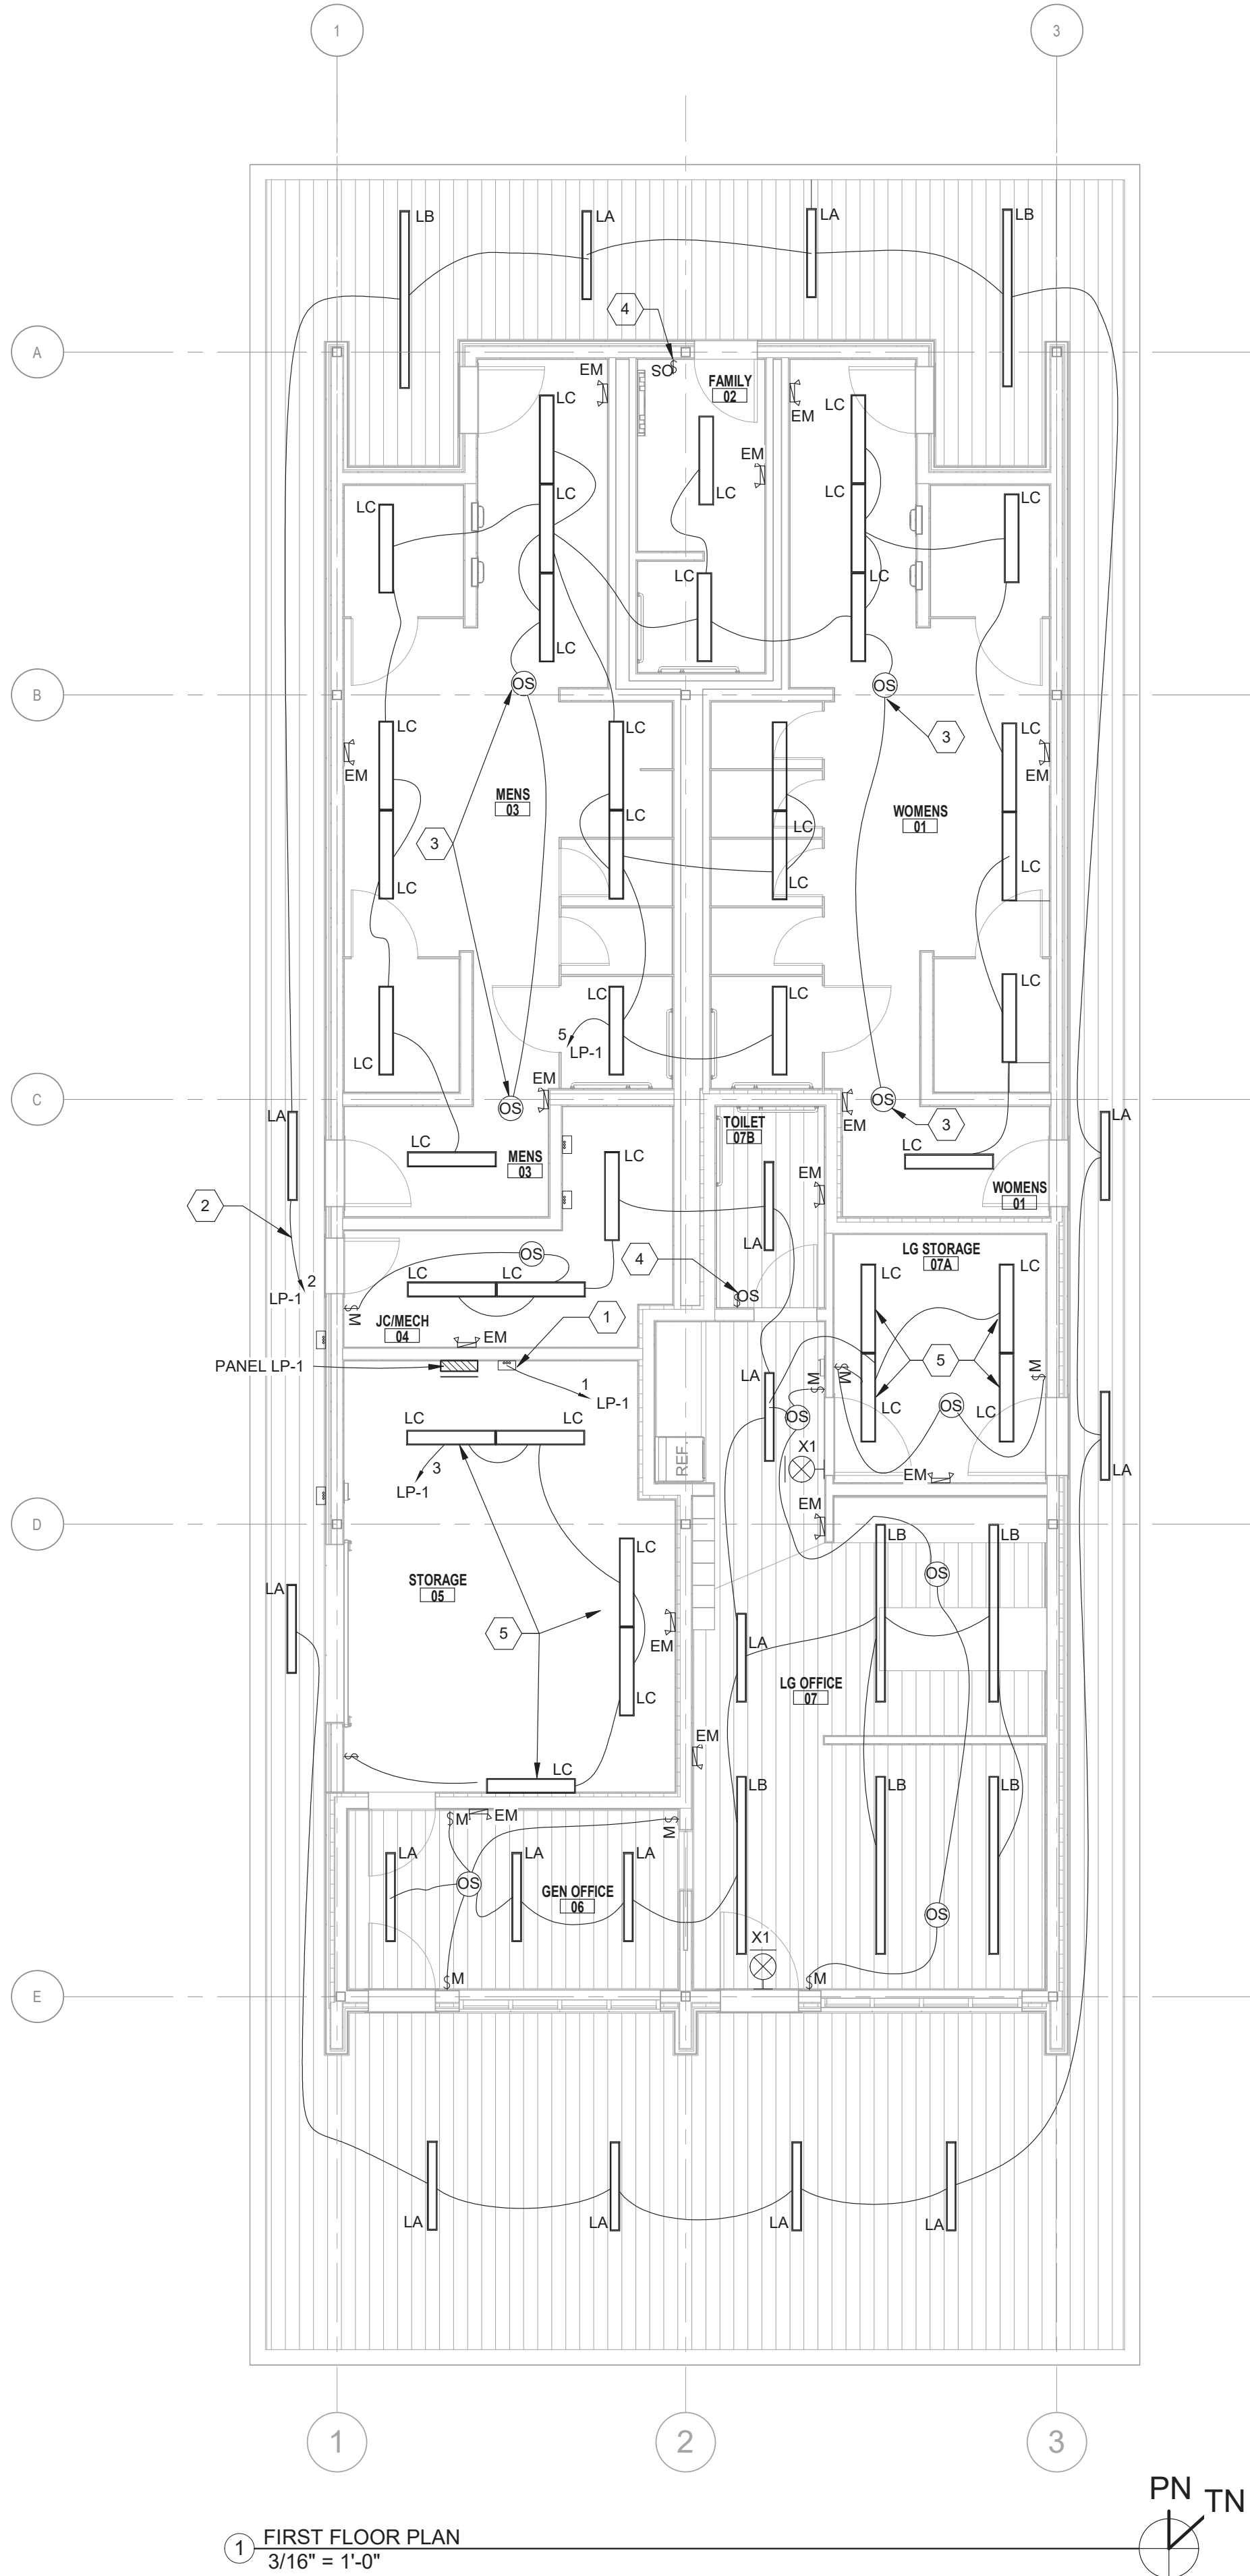 1
3
LB
LA
LA
LB
4
A
SO$
FAMILY
02
EM
EM
LC
LC
EM
LC
LC
LC
LC
LC
LC
LC
LC
LC
OS
OS
B
3
LC
LC
LC
EM
EM
MENS
03
WOMENS
01
3
LC
LC
LC
LC
LC
LC
LC
5
LP-1
LC
EM
C
OS
OS
EM
3
LA
LA
TOILET
07B
LC
MENS
03
LC
LC
EM
WOMENS
01
2
LA
LG STORAGE
07A
OS
4
LC
LC
LC
LC
2
LP-1
$M
$OS
JC/MECH
04
EM
1
PANEL LP-1
1
LP-1
LA
$M
$M
5
$M
LC
LC
OS
LC
OS
LC
REF.
X1
3
LP-1
EM
LA
EM
D
LC
LB
LB
OS
STORAGE
05
LA
5
EM
LA
LG OFFICE
07
LC
EM
$
LC
LB
LB
LB
$M
EM
M$
LA
LA
LA
OS
GEN OFFICE
06
OS
X1
$M
$M
E
LA
LA
LA
LA
1
2
3
PN
TN
1
FIRST FLOOR PLAN
3/16" = 1'-0"